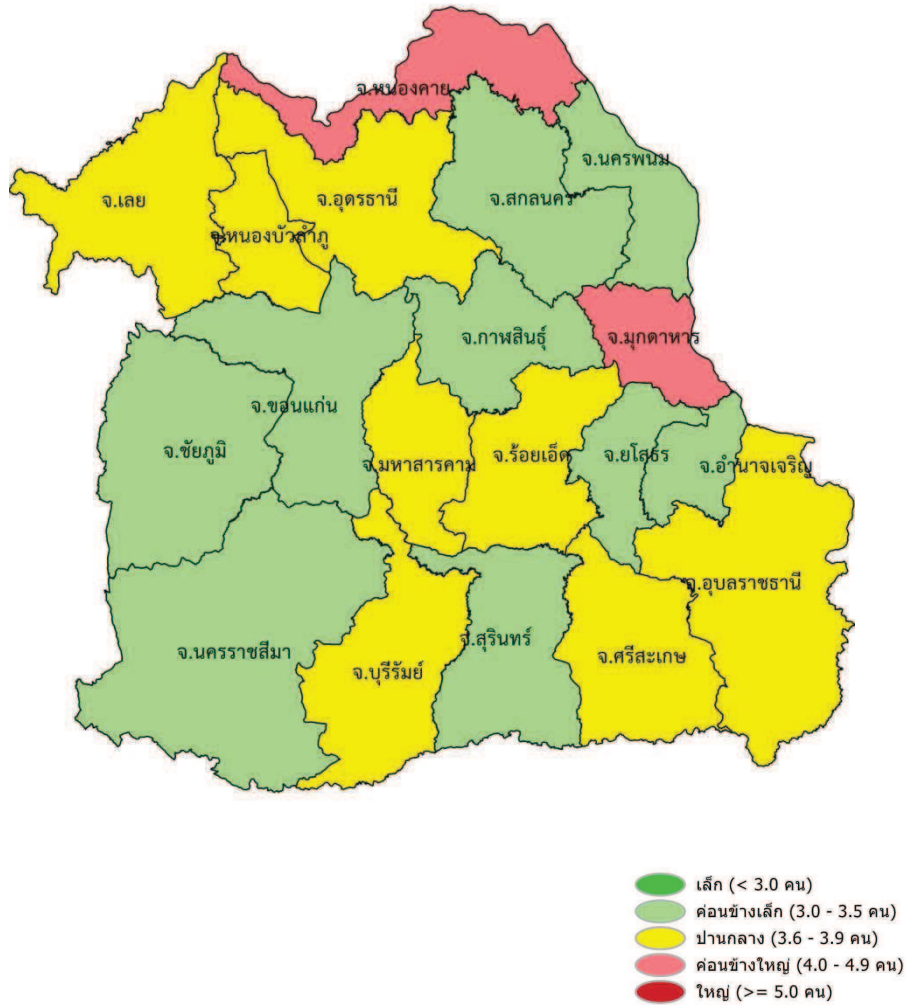 จ.หนองคาย
จ.นครพนม
จ.เลย
จ.อุดรธานี
จ.สกลนคร
จ.หนองบัวลำภู
จ.กาฬสินธุ์
จ.มุกดาหาร
จ.ขอนแก่น
จ.ชัยภูมิ
จ.มหาสารคาม
จ.ร้อยเอ็ด
จ.ยโสธร
จ.อำนาจเจริญ
จ.อุบลราชธานี
จ.นครราชสีมา
จ.สุรินทร์
จ.ศรีสะเกษ
จ.บุรีรัมย์
เล็ก (< 3.0 คน)
ค่อนข้างเล็ก (3.0 - 3.5 คน)
ปานกลาง (3.6 - 3.9 คน)
ค่อนข้างใหญ่ (4.0 - 4.9 คน)
ใหญ่ (>= 5.0 คน)